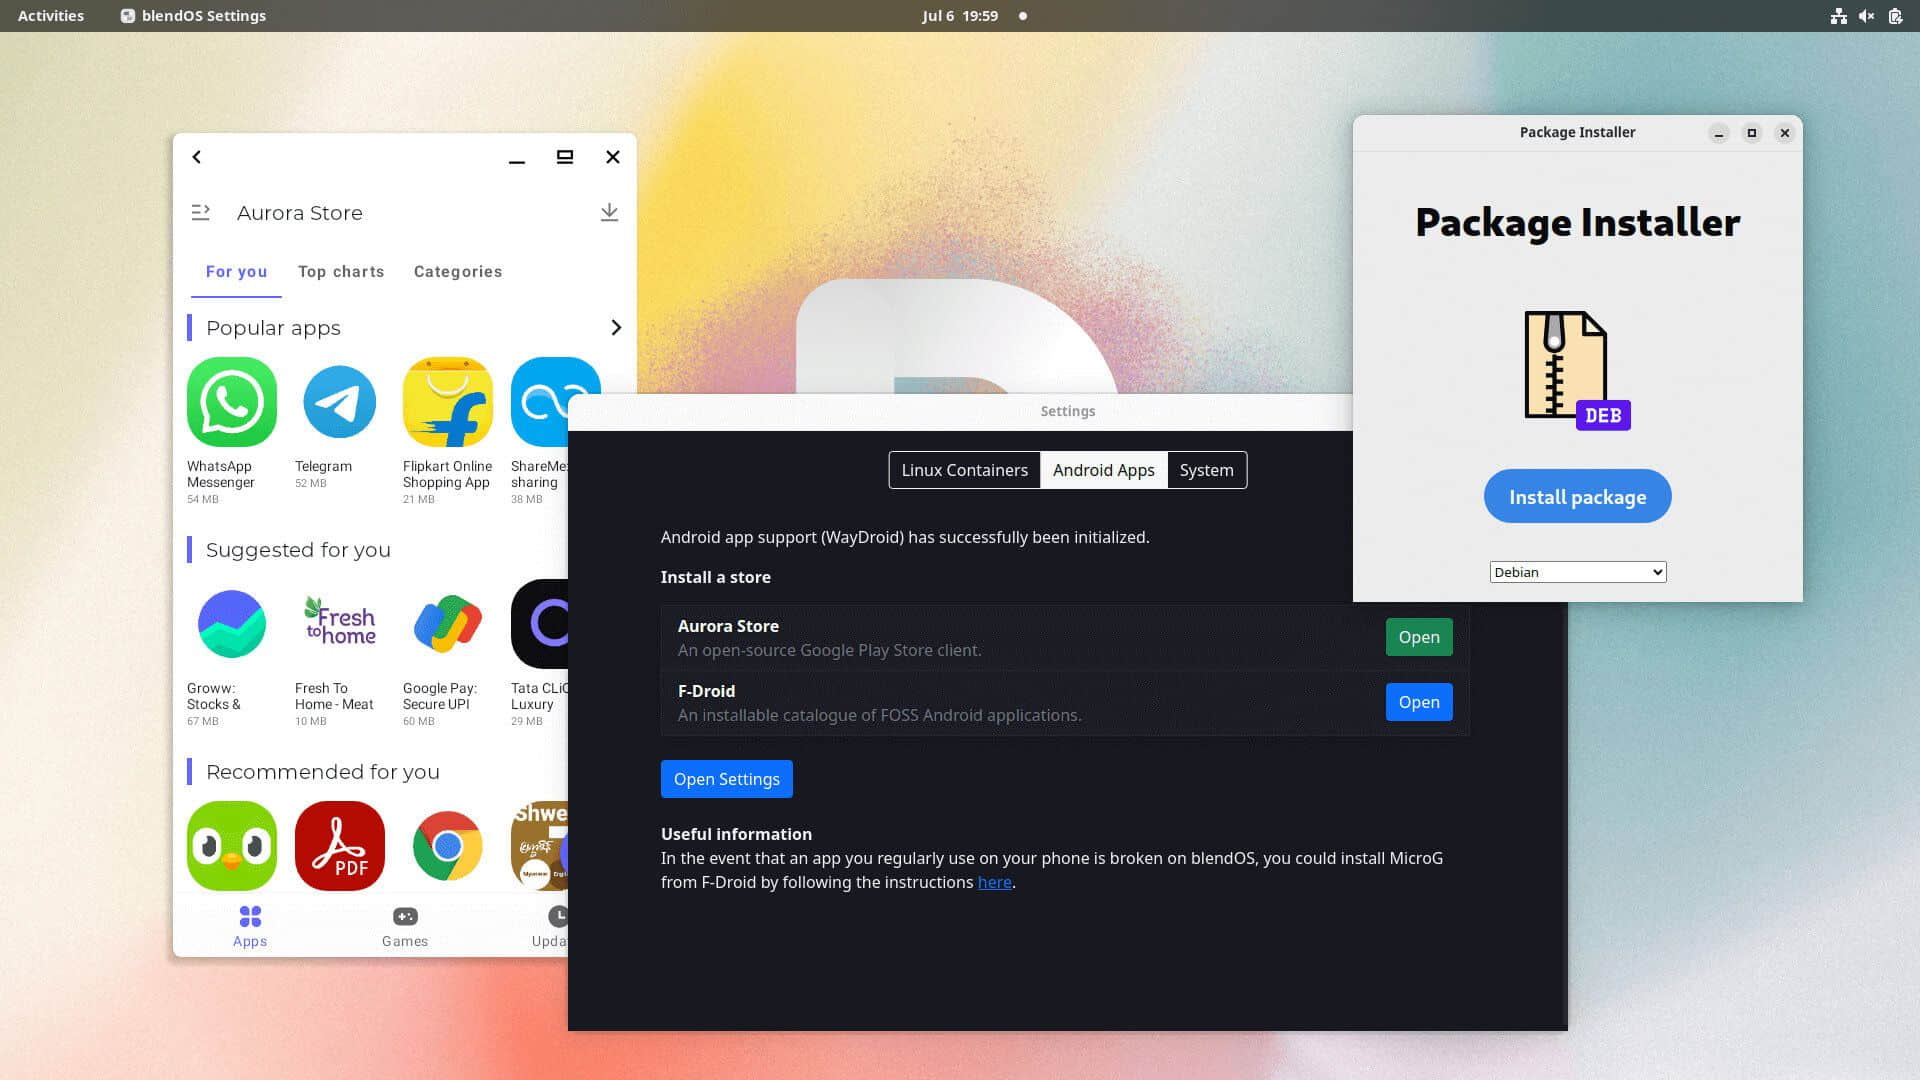 Activities
blendOS Settings
Jul 6 19:59
Aurora Store
For you
Top charts
Categories
Popular apps
WhatsApp
Messenger
54 MB
Telegram
52 MB
Flipkart Online
Shopping App
21 MB
ShareMe:
sharing
38 MB
Suggested for you
Fresh
to home
Groww:
Stocks &
67 MB
Fresh To
Home - Meat
10 MB
Google Pay:
Secure UPI
60 MB
Tata CLiQ
Luxury
29 MB
Recommended for you
PDF
Shwe
Myanmar
Apps
Games
Settings
Linux Containers
Android Apps
System
Android app support (WayDroid) has successfully been initialized.
Install a store
Aurora Store
An open-source Google Play Store client.
Open
F-Droid
An installable catalogue of FOSS Android applications.
Open
Open Settings
Useful information
In the event that an app you regularly use on your phone is broken on blendOS, you could install MicroG
from F-Droid by following the instructions here.
Package Installer
Package Installer
DEB
Install package
Debian